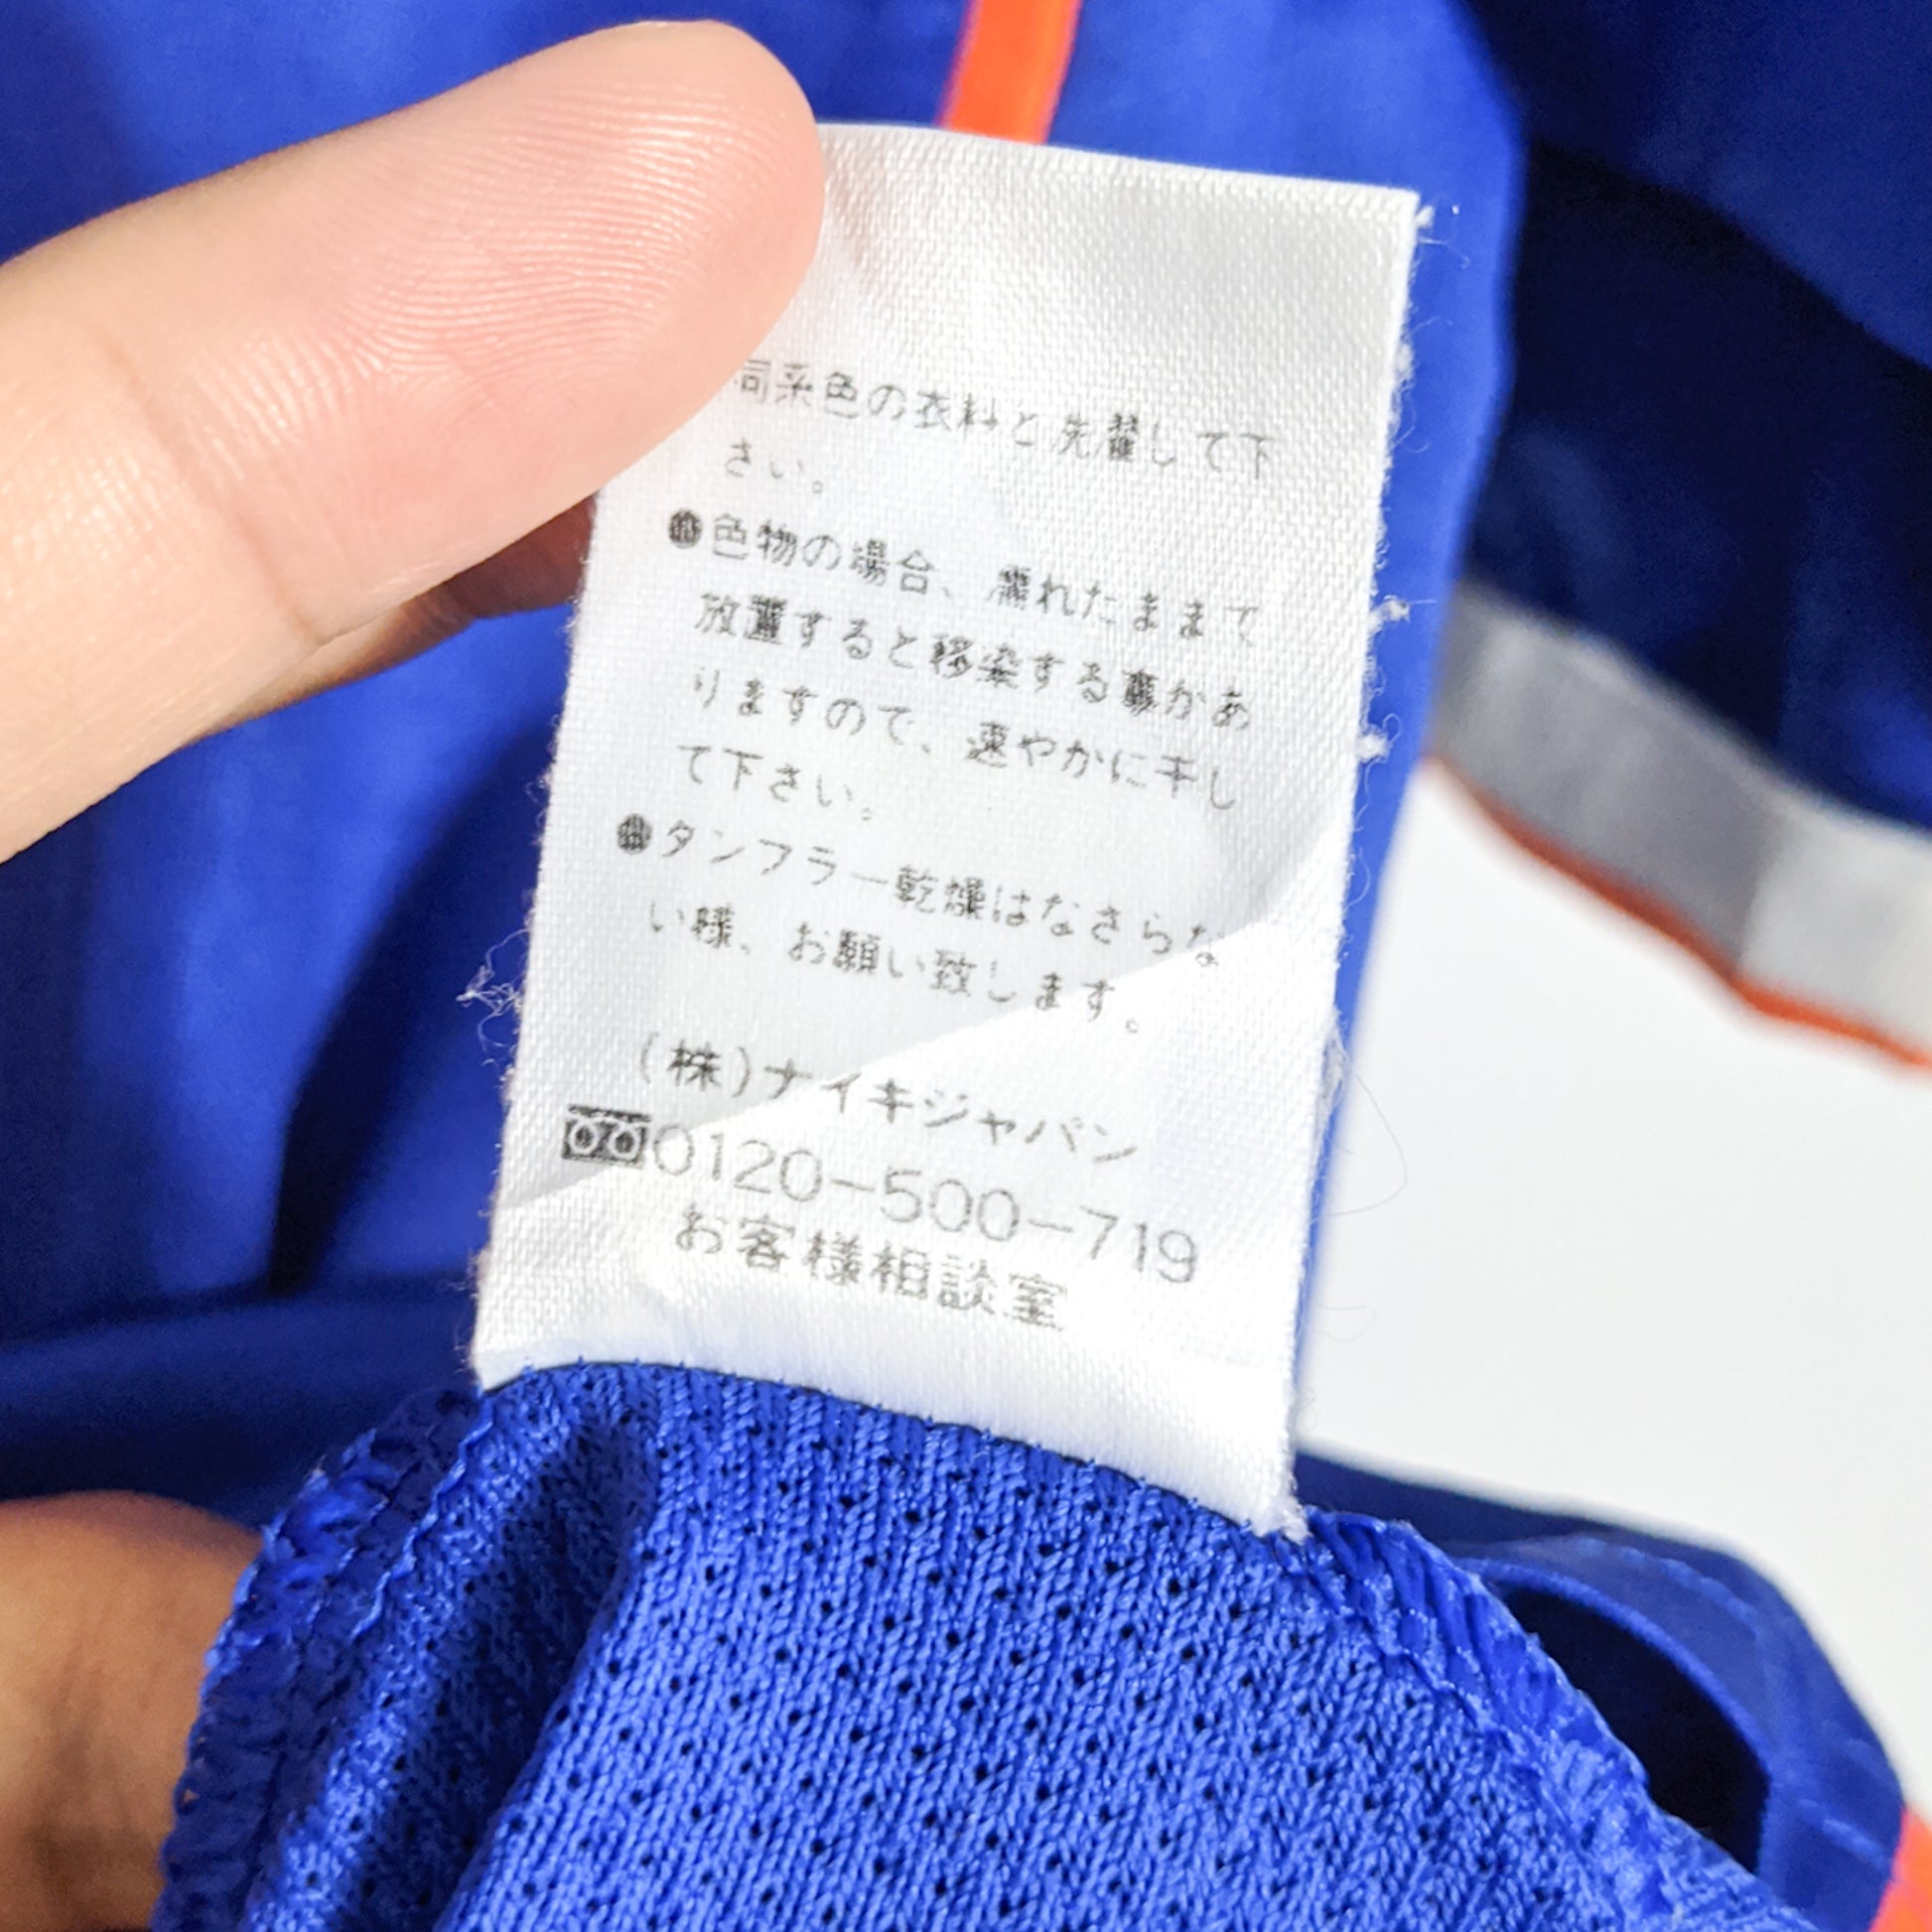 同系色の衣料と洗濯して下
さい。
●色物の場合、濡れたままで
放置すると移染する事があ
りますので、速やかに干し
て下さい。
●タンブラー乾燥はなさらな
い様、お願い致します。
(株)ナイキジャパン
0120-500-719
お客様相談室